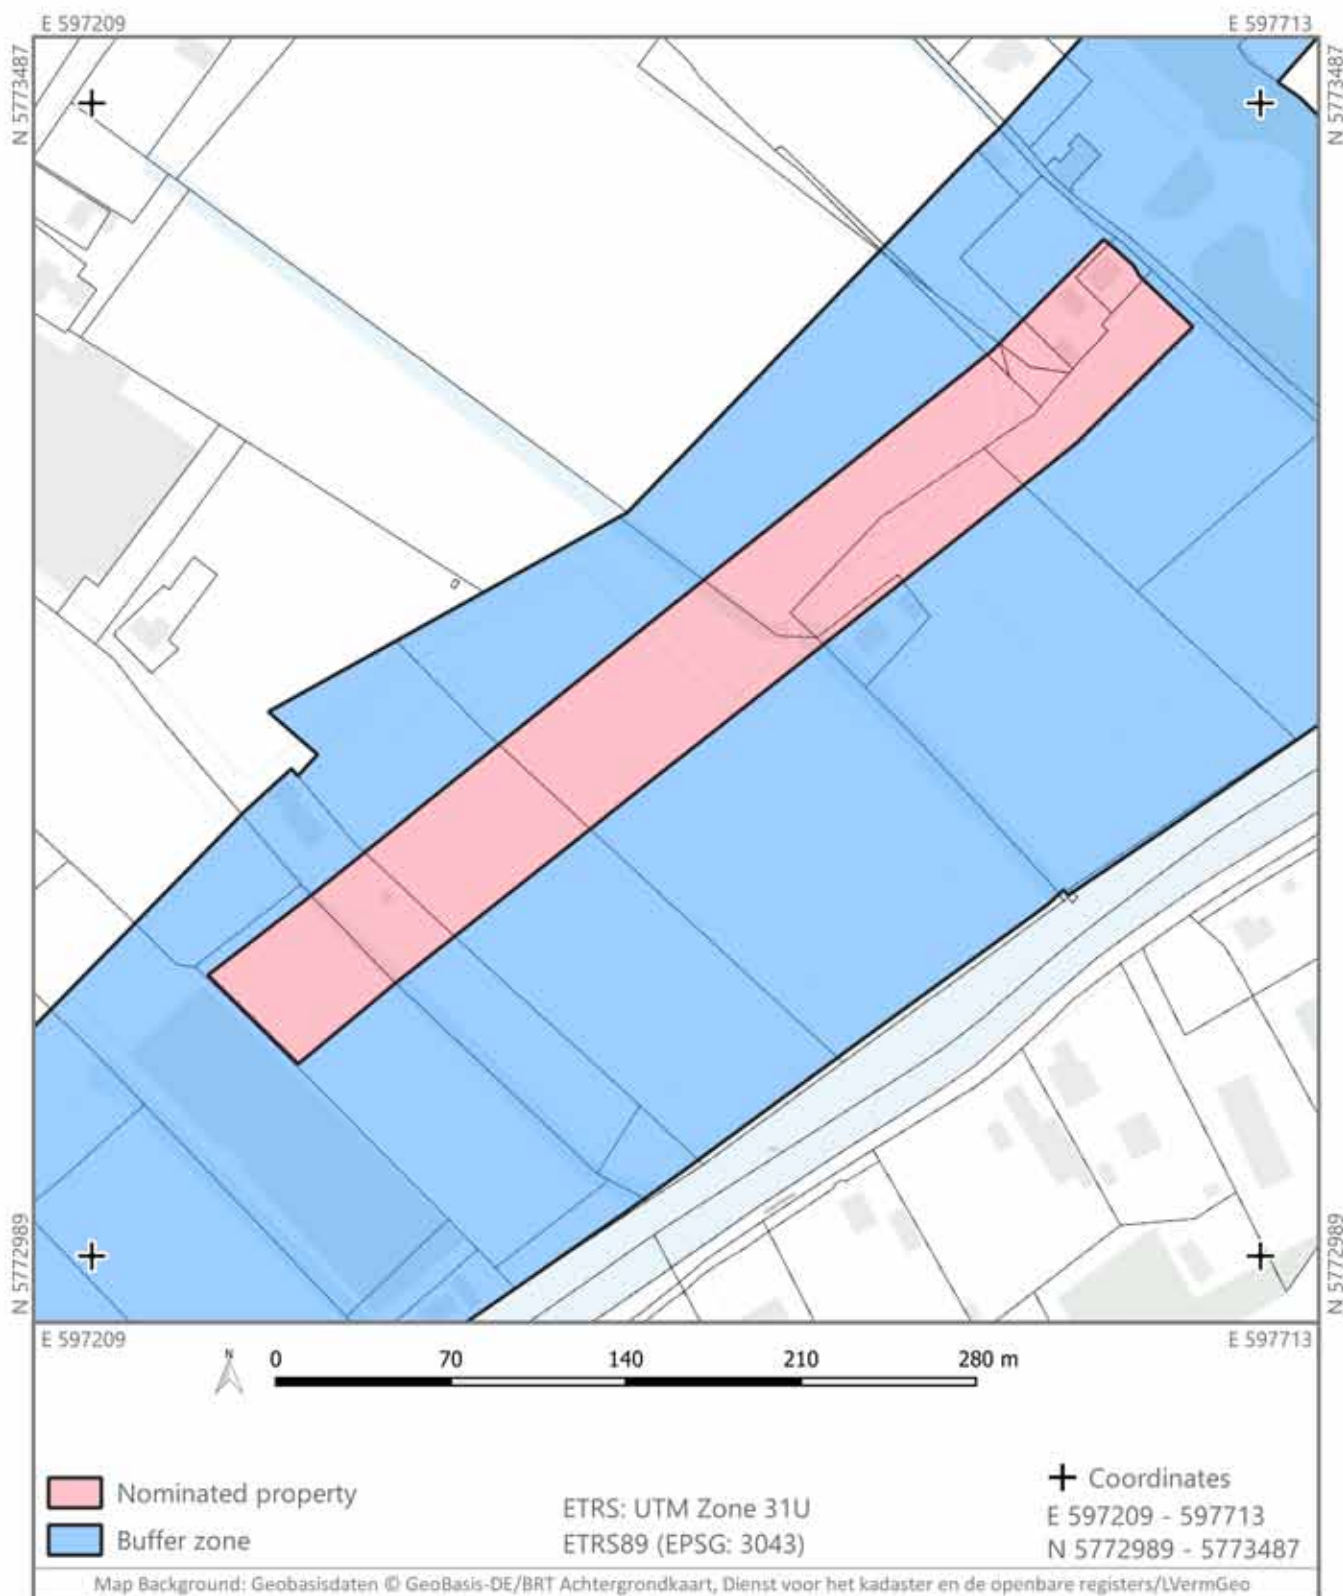 E 597209
E 597713
N 5773487
N 5773487
N 5772989
N 5772989
E 597209
E 597713
N
0 70 140 210 280 m
Nominated property
Buffer zone
ETRS: UTM Zone 31U
ETRS89 (EPSG: 3043)
Coordinates
E 597209 - 597713
N 5772989 - 5773487
Map Background: Geobasisdaten © GeoBasis-DE/BRT Achtergrondkaart, Dienst voor het kadaster en de openbare registers/LVermGeo